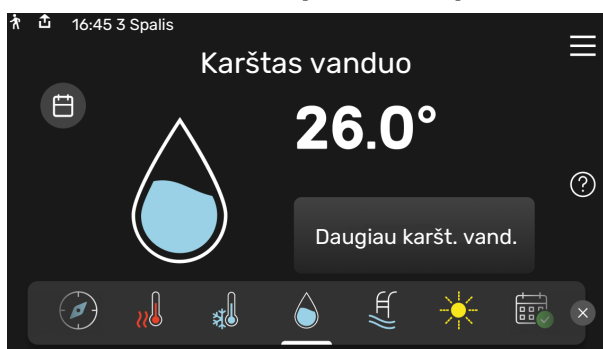 16:45 3 Spalis
Karštas vanduo
26.0°
?
Daugiau karšt. vand.